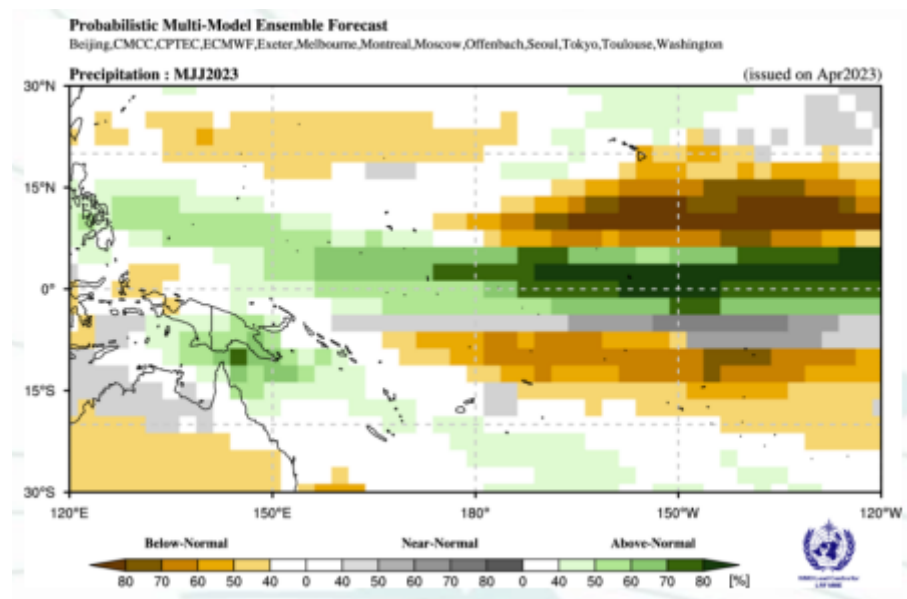 Probabilistic Multi-Model Ensemble Forecast
Beijing,CMCC,CPTEC,ECMWF,Exeter,Melbourne,Montreal,Moscow,Offenbach,Seoul,Tokyo,Toulouse,Washington
Precipitation : MJJ2023 (issued on Apr2023)
30°N
15°N
0°
15°S
30°S
120°E 150°E 180° 150°W 120°W
Below-Normal Near-Normal Above-Normal
80 70 60 50 40 0 40 50 60 70 80 0 40 50 60 70 80 [%]